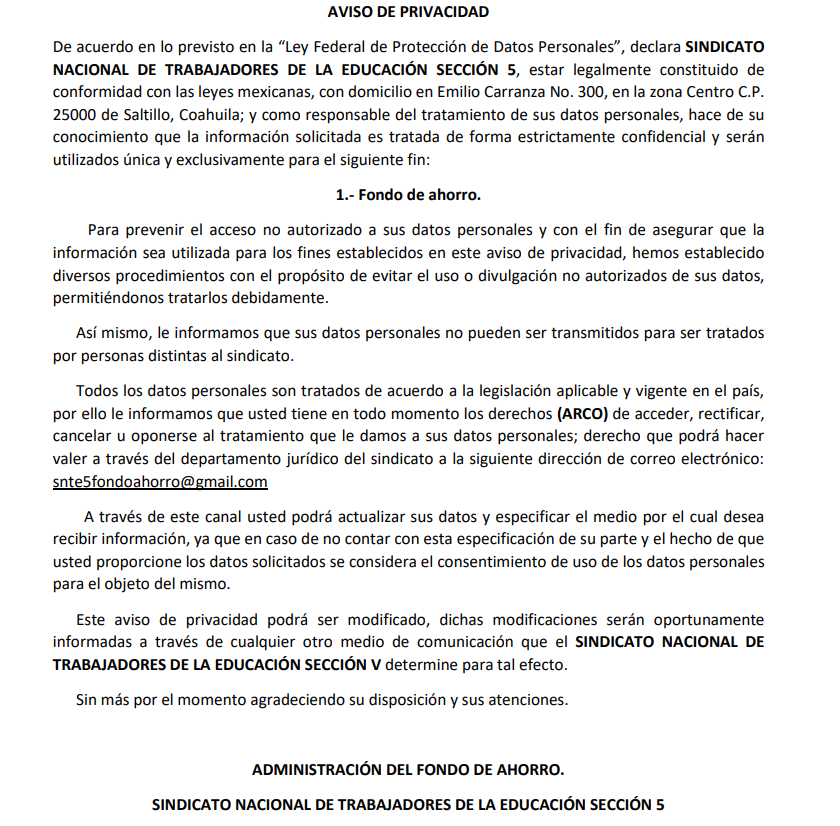 AVISO DE PRIVACIDAD
De acuerdo en lo previsto en la “Ley Federal de Protección de Datos Personales”, declara SINDICATO
NACIONAL DE TRABAJADORES DE LA EDUCACIÓN SECCIÓN 5, estar legalmente constituido de
conformidad con las leyes mexicanas, con domicilio en Emilio Carranza No. 300, en la zona Centro C.P.
25000 de Saltillo, Coahuila; y como responsable del tratamiento de sus datos personales, hace de su
conocimiento que la información solicitada es tratada de forma estrictamente confidencial y serán
utilizados única y exclusivamente para el siguiente fin:
1.- Fondo de ahorro.
Para prevenir el acceso no autorizado a sus datos personales y con el fin de asegurar que la
información sea utilizada para los fines establecidos en este aviso de privacidad, hemos establecido
diversos procedimientos con el propósito de evitar el uso o divulgación no autorizados de sus datos,
permitiéndonos tratarlos debidamente.
Así mismo, le informamos que sus datos personales no pueden ser transmitidos para ser tratados
por personas distintas al sindicato.
Todos los datos personales son tratados de acuerdo a la legislación aplicable y vigente en el país,
por ello le informamos que usted tiene en todo momento los derechos (ARCO) de acceder, rectificar,
cancelar u oponerse al tratamiento que le damos a sus datos personales; derecho que podrá hacer
valer a través del departamento jurídico del sindicato a la siguiente dirección de correo electrónico:
snte5fondoahorro@gmail.com
A través de este canal usted podrá actualizar sus datos y especificar el medio por el cual desea
recibir información, ya que en caso de no contar con esta especificación de su parte y el hecho de que
usted proporcione los datos solicitados se considera el consentimiento de uso de los datos personales
para el objeto del mismo.
Este aviso de privacidad podrá ser modificado, dichas modificaciones serán oportunamente
informadas a través de cualquier otro medio de comunicación que el SINDICATO NACIONAL DE
TRABAJADORES DE LA EDUCACIÓN SECCIÓN V determine para tal efecto.
Sin más por el momento agradeciendo su disposición y sus atenciones.
ADMINISTRACIÓN DEL FONDO DE AHORRO.
SINDICATO NACIONAL DE TRABAJADORES DE LA EDUCACIÓN SECCIÓN 5